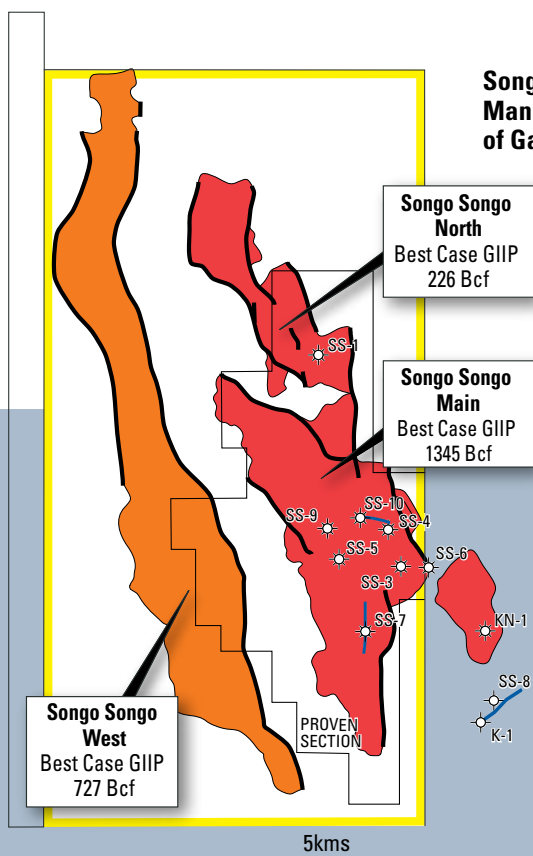 Song
Man
of Ga
Songo Songo
North
Best Case GIIP
226 Bcf
SS-1
Songo Songo
Main
Best Case GIIP
1345 Bcf
SS-10
SS-9
SS-4
SS-5
SS-6
SS-3
SS-7
KN-1
SS-8
K-1
Songo Songo
West
Best Case GIIP
727 Bcf
PROVEN
SECTION
5kms